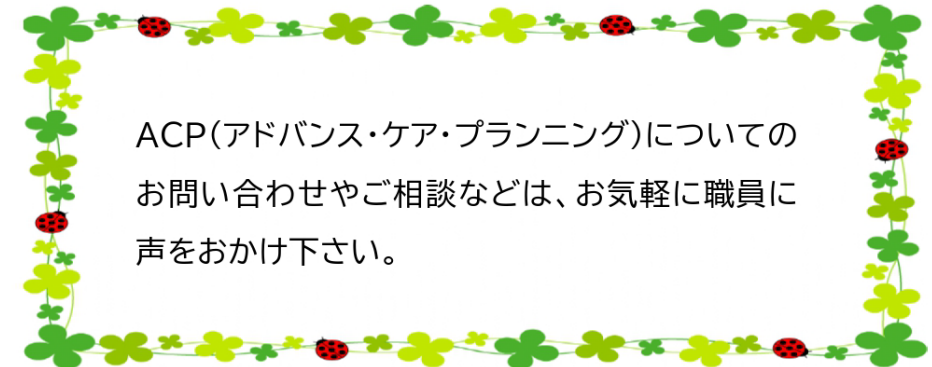 ACP(アドバンス・ケア・プランニング)についての
お問い合わせやご相談などは、お気軽に職員に
声をおかけ下さい。